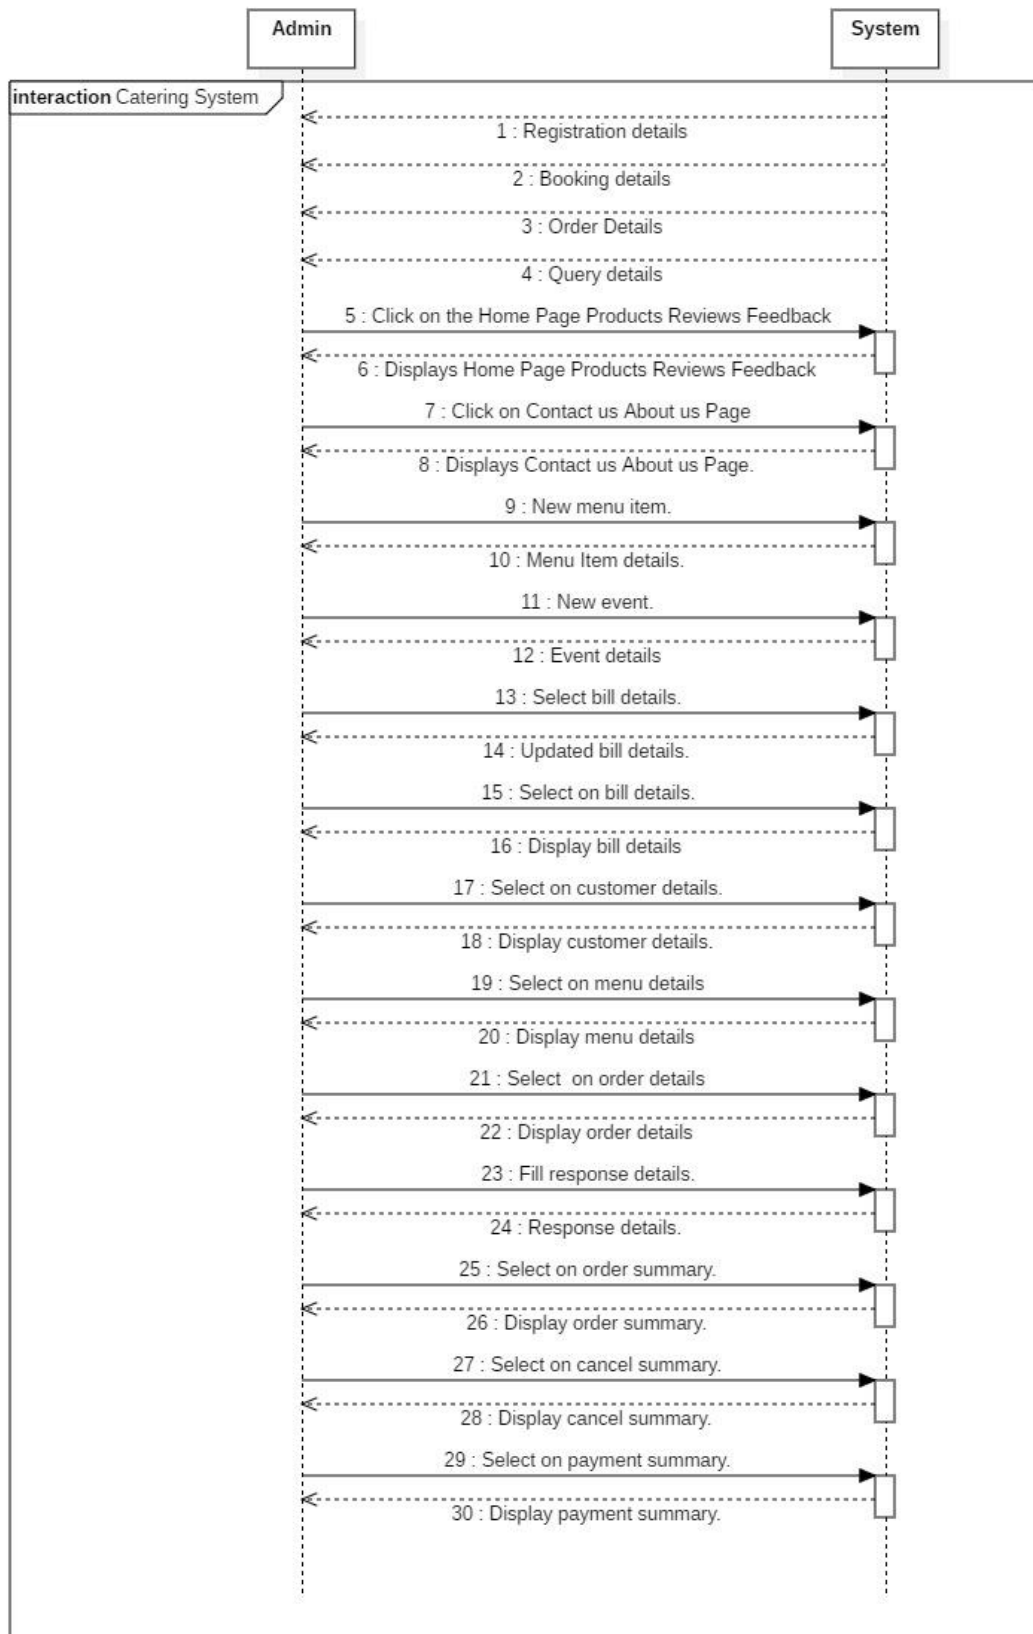 Admin
System
interaction Catering System
1 : Registration details
2 : Booking details
3 : Order Details
4 : Query details
5 : Click on the Home Page Products Reviews Feedback
6 : Displays Home Page Products Reviews Feedback
7 : Click on Contact us About us Page
8 : Displays Contact us About us Page.
9 : New menu item.
10 : Menu Item details.
11 : New event.
12 : Event details
13 : Select bill details.
14 : Updated bill details.
15 : Select on bill details.
16 : Display bill details
17 : Select on customer details.
18 : Display customer details.
19 : Select on menu details
20 : Display menu details
21 : Select  on order details
22 : Display order details
23 : Fill response details.
24 : Response details.
25 : Select on order summary.
26 : Display order summary.
27 : Select on cancel summary.
28 : Display cancel summary.
29 : Select on payment summary.
30 : Display payment summary.